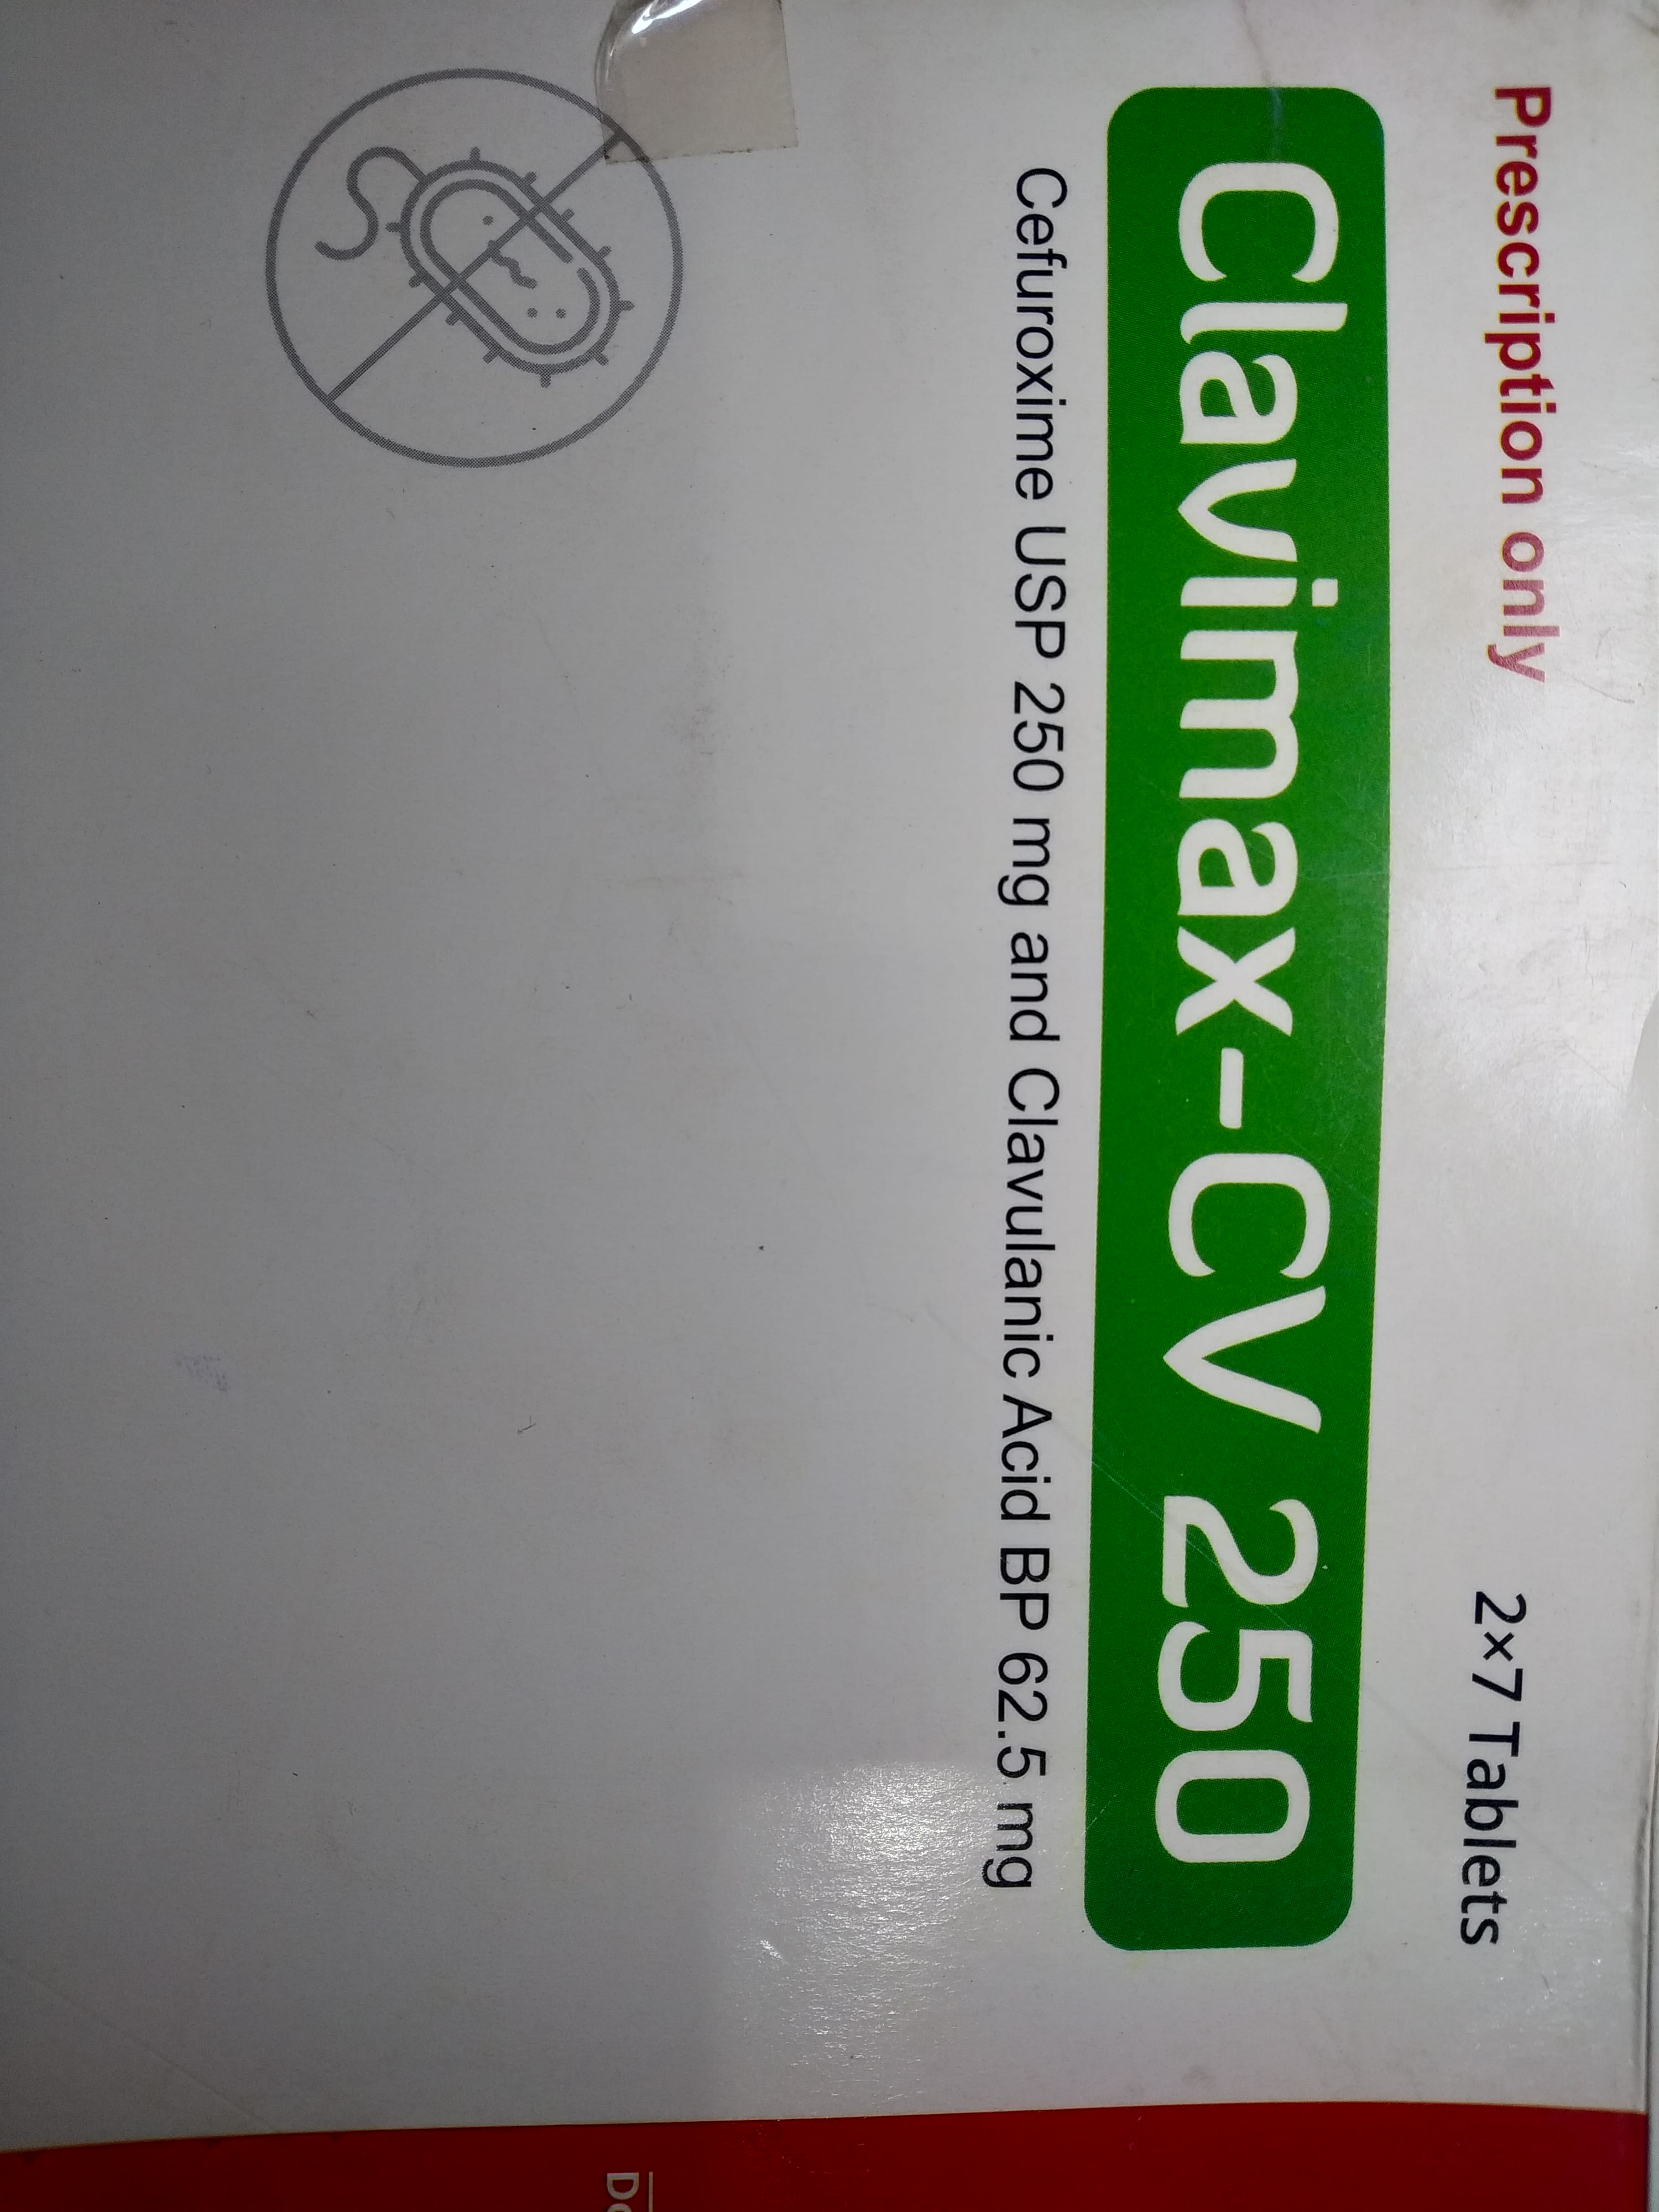 Prescription only
2×7 Tablets
Clavimax-CV 250
Cefuroxime USP 250 mg and Clavulanic Acid BP 62.5 mg